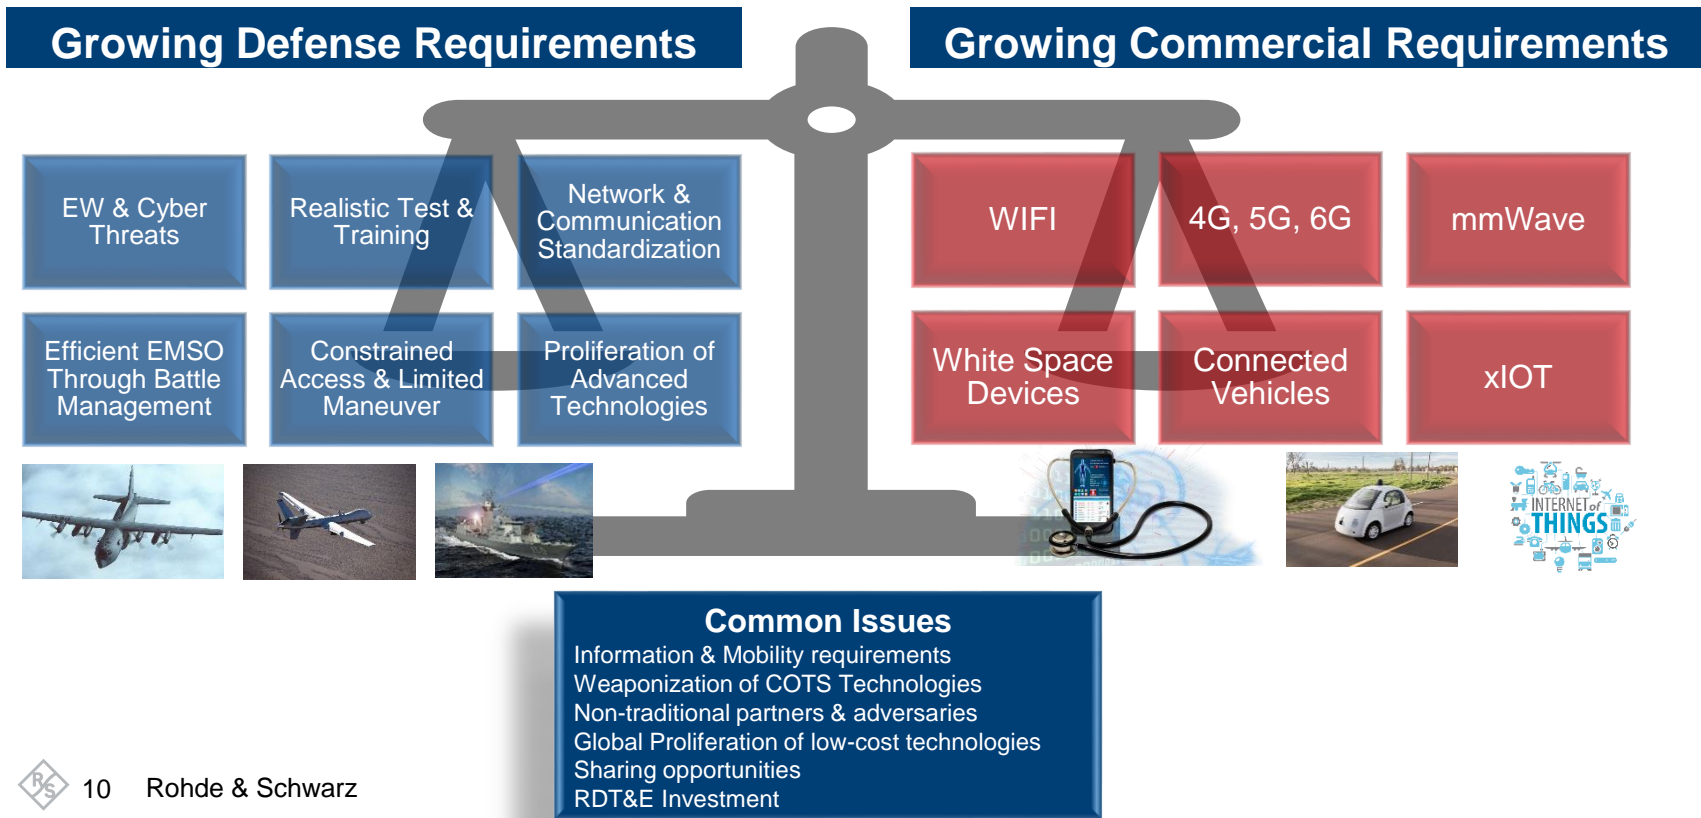 Growing Defense Requirements
Growing Commercial Requirements
EW & Cyber
Threats
Realistic Test &
Training
Network &
Communication
Standardization
WIFI
4G, 5G, 6G
mmWave
Efficient EMSO
Through Battle
Management
Constrained
Access & Limited
Maneuver
Proliferation of
Advanced
Technologies
White Space
Devices
Connected
Vehicles
xIOT
INTERNET of
THINGS
Common Issues
Information & Mobility requirements
Weaponization of COTS Technologies
Non-traditional partners & adversaries
Global Proliferation of low-cost technologies
Sharing opportunities
RDT&E Investment
R&S
10 Rohde & Schwarz